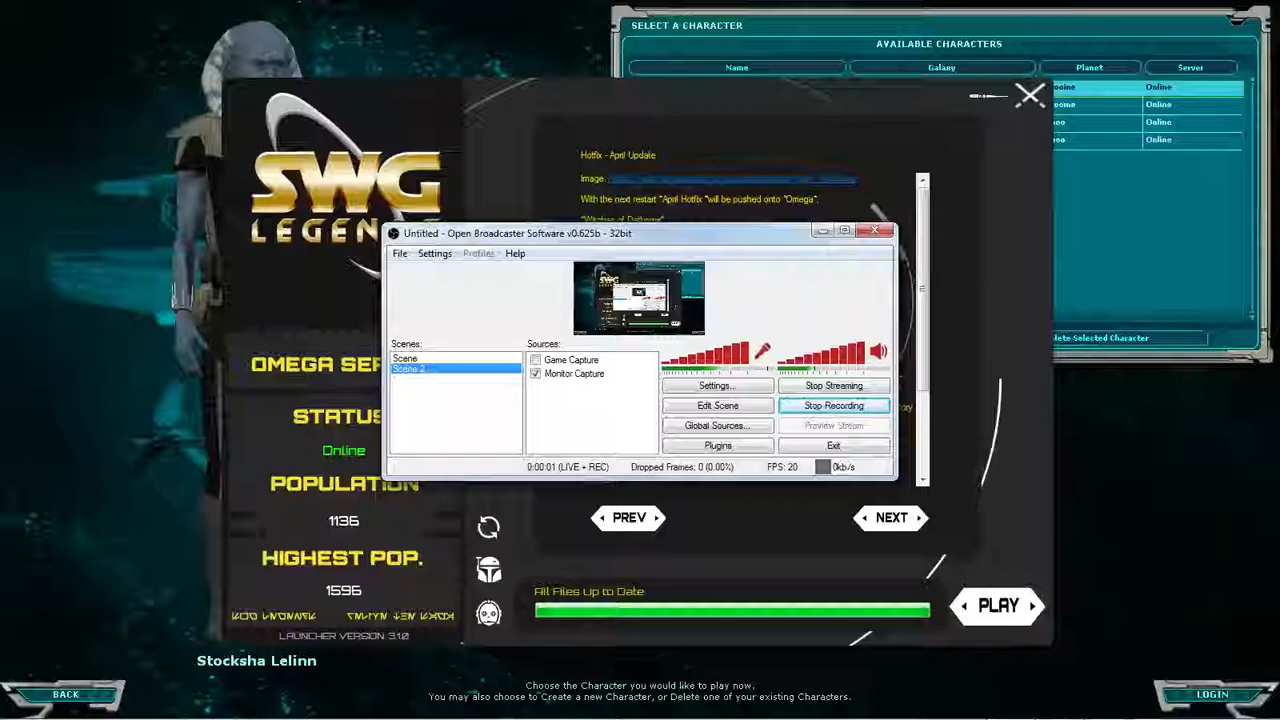 SELECT A CHARACTER
AVAILABLE CHARACTERS
Name Galaxy Planet Server
Online
Online
Online
Online
SWG
LEGEN
Hotfix - April Update
Image.
With the next restart "April Hotfix "will be pushed onto "Omega".
Untitled - Open Broadcaster Software v0.625b - 32bit
File Settings Profiles Help
Scenes: Sources:
Scene
Scene 2
Game Capture
Monitor Capture
Settings... Stop Streaming
Edit Scene Stop Recording
Global Sources... Preview Stream
Plugins Exit
0:00:01 (LIVE + REC) Dropped Frames: 0 (0.00%) FPS: 20 0kb/s
Selected Character
OMEGA SER
STATUS
Online
POPULATION
1136
HIGHEST POP.
1596
LAUNCHER VERSION 3.1.0
PREV NEXT
All Files Up to Date
PLAY
Stocksha Lelinn
Choose the Character you would like to play now.
You may also choose to Create a new Character, or Delete one of your existing Characters.
BACK
LOGIN